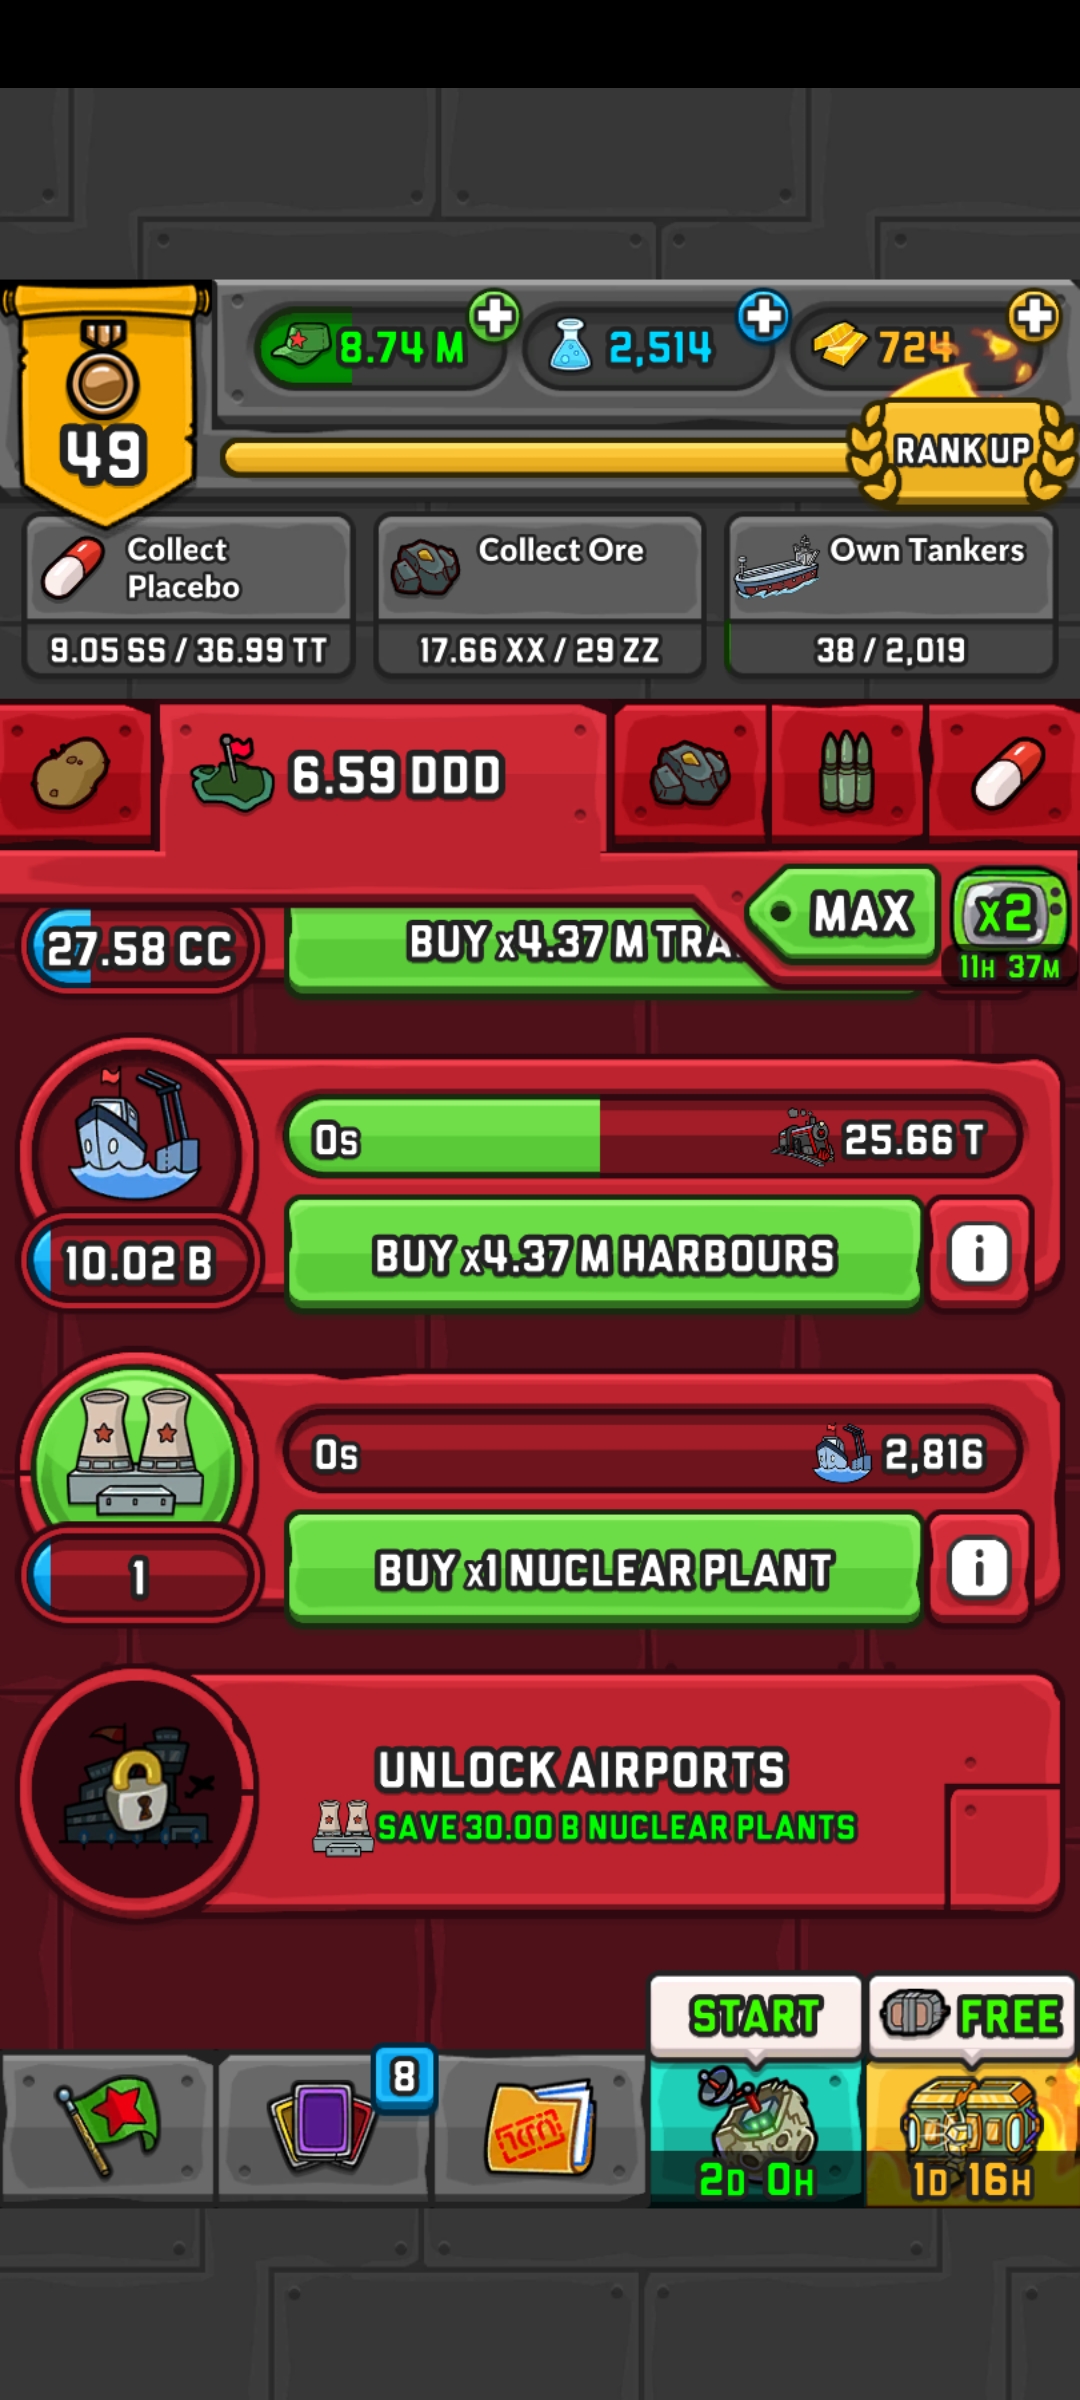 8.74 M
2,514
724
49
RANK UP
Collect
Placebo
9.05 SS / 36.99 TT
Collect Ore
17.66 XX / 29 ZZ
Own Tankers
38 / 2,019
6.59 DDD
MAX
x2
11H 37M
27.58 CC
BUY x4.37 M TRA
0s
25.66 T
10.02 B
BUY x4.37 M HARBOURS
i
0s
2,816
1
BUY x1 NUCLEAR PLANT
i
UNLOCK AIRPORTS
SAVE 30.00 B NUCLEAR PLANTS
START
FREE
8
2D 0H
1D 16H